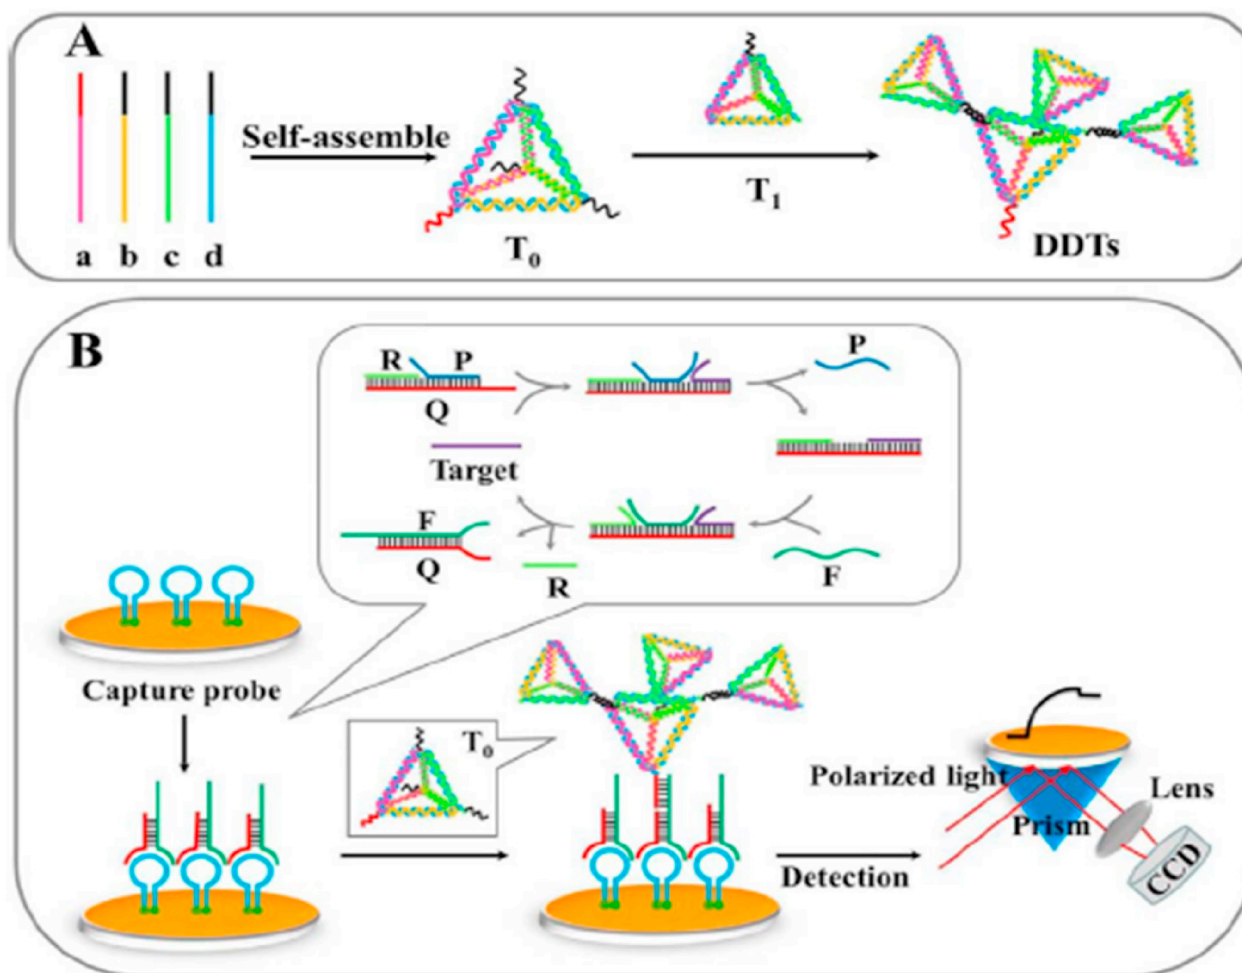 A
Self-assemble
a b c d
T0
T1
DDTs
B
R P
Q
P
Target
F
Q
R
F
Capture probe
T0
Polarized light
Lens
Prism
CCD
Detection